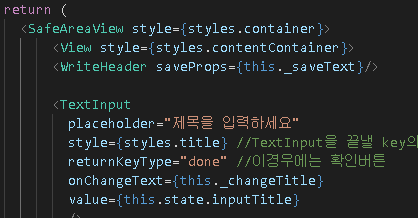 return (
<SafeAreaView style={styles.container}>
<View style={styles.contentContainer}>
<WriteHeader saveProps={this._saveText}/>
<TextInput
placeholder="제목을 입력하세요"
style={styles.title} //TextInput을 끝낼 key의
returnKeyType="done" //이경우에는 확인버튼
onChangeText={this._changeTitle}
value={this.state.inputTitle}
/>